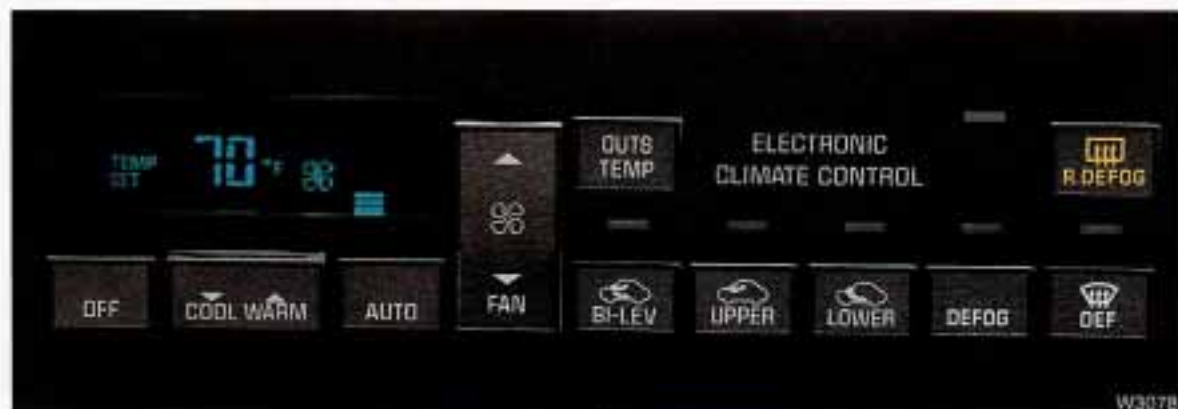 TEMP
SET
70 °F
OFF
COOL WARM
AUTO
FAN
OUTS
TEMP
ELECTRONIC
CLIMATE CONTROL
R DEFOG
BI-LEV
UPPER
LOWER
DEFOG
DEF
W3078